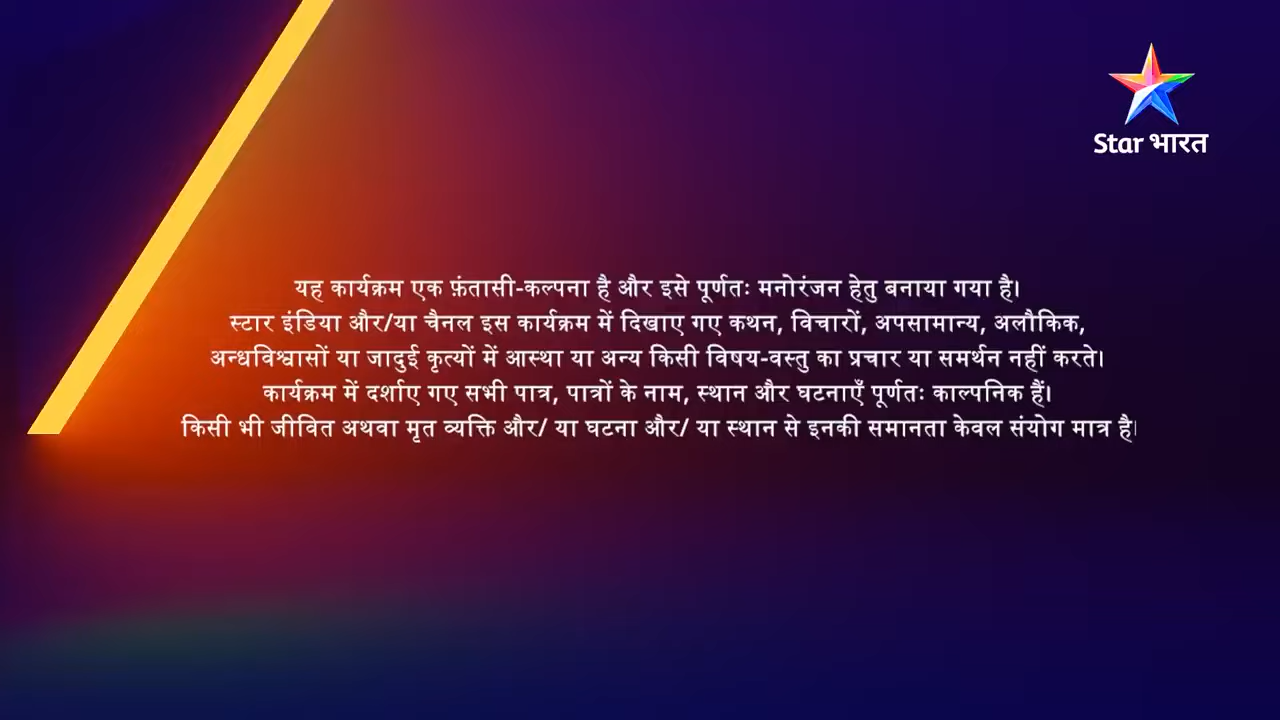 Star भारत
यह कार्यक्रम एक फ़ंतासी-कल्पना है और इसे पूर्णतः मनोरंजन हेतु बनाया गया है।
स्टार इंडिया और/या चैनल इस कार्यक्रम में दिखाए गए कथन, विचारों, अपसामान्य, अलौकिक,
अन्धविश्वासों या जादुई कृत्यों में आस्था या अन्य किसी विषय-वस्तु का प्रचार या समर्थन नहीं करते।
कार्यक्रम में दर्शाए गए सभी पात्र, पात्रों के नाम, स्थान और घटनाएँ पूर्णतः काल्पनिक हैं।
किसी भी जीवित अथवा मृत व्यक्ति और/ या घटना और/ या स्थान से इनकी समानता केवल संयोग मात्र है।